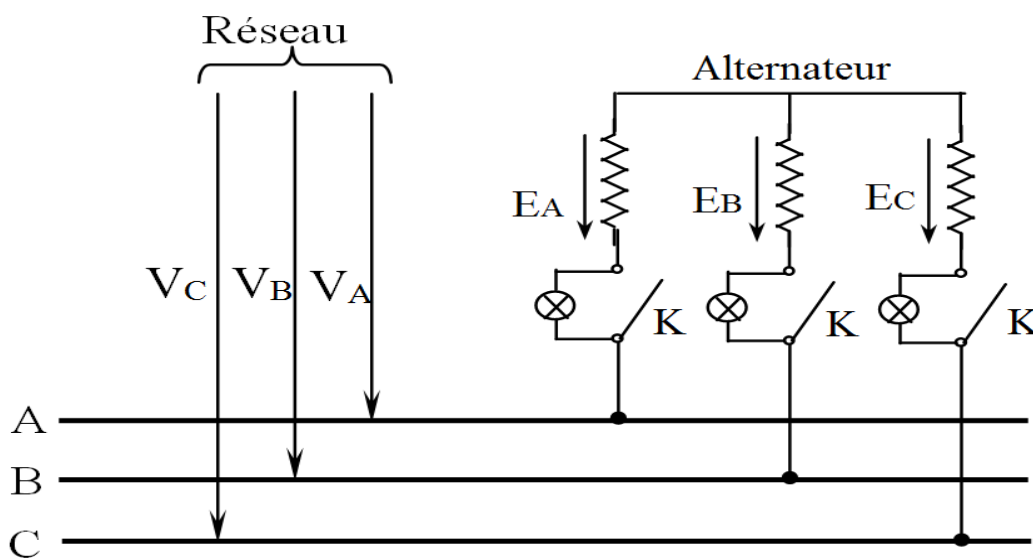 Réseau
Alternateur
EA EB EC
VC VB VA
K K K
A
B
C